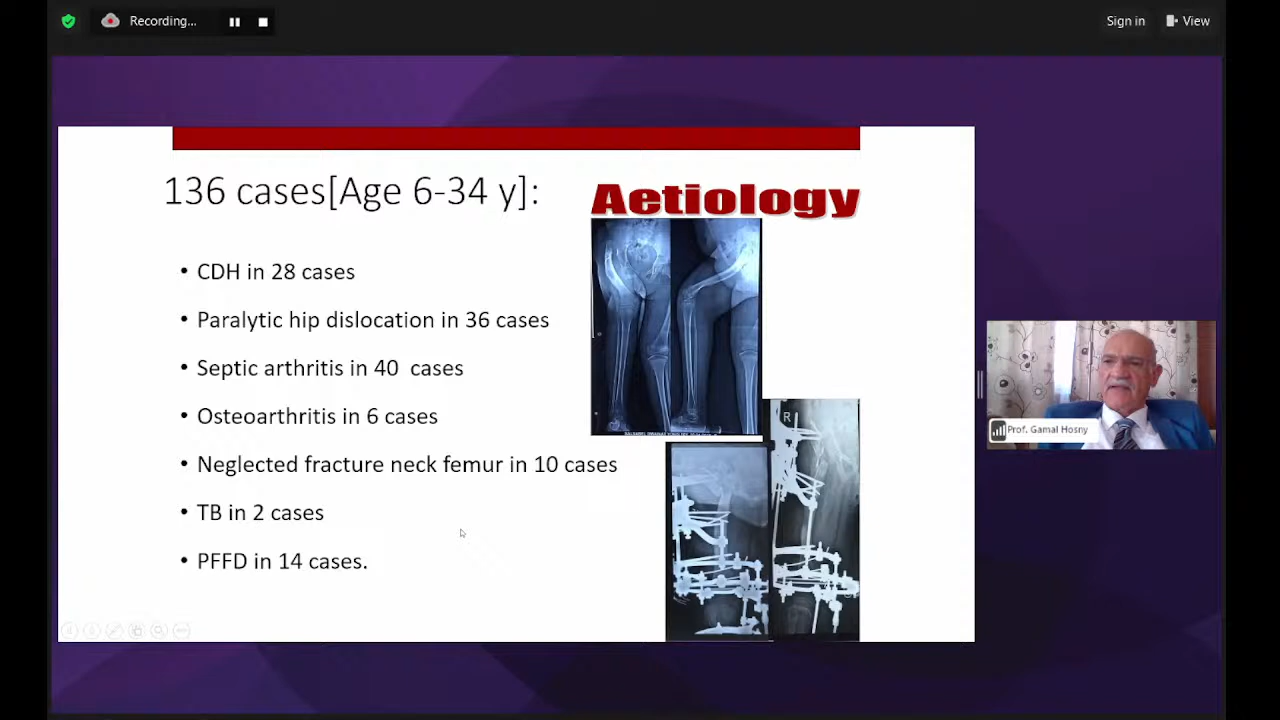 Recording...
Sign in
View
136 cases[Age 6-34 y]:
Aetiology
• CDH in 28 cases
• Paralytic hip dislocation in 36 cases
• Septic arthritis in 40 cases
• Osteoarthritis in 6 cases
• Neglected fracture neck femur in 10 cases
• TB in 2 cases
• PFFD in 14 cases.
R
Prof. Gamal Hosny